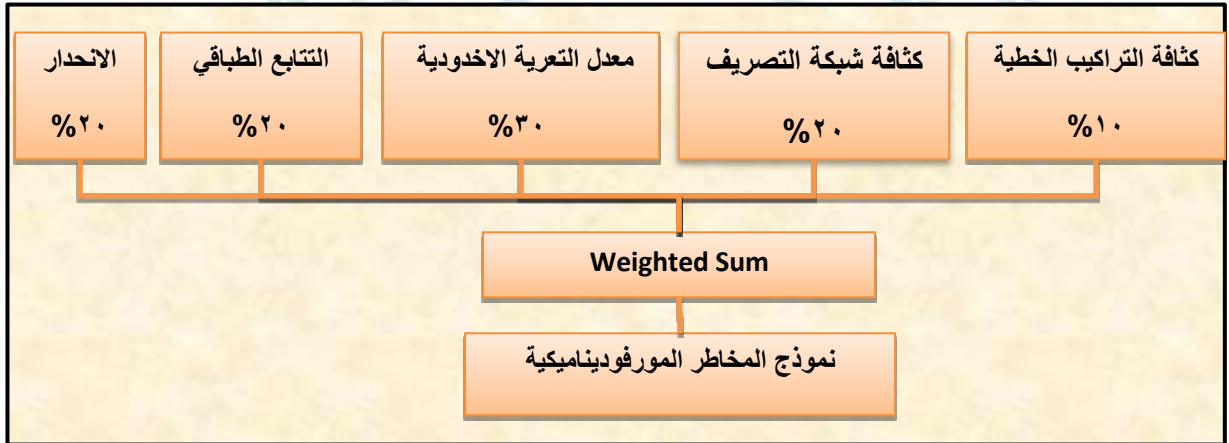 كثافة التراكيب الخطية
%١٠
كثافة شبكة التصريف
%٢٠
معدل التعرية الاخدودية
%٣٠
التتابع الطباقي
%٢٠
الانحدار
%٢٠
Weighted Sum
نموذج المخاطر المورفوديناميكية